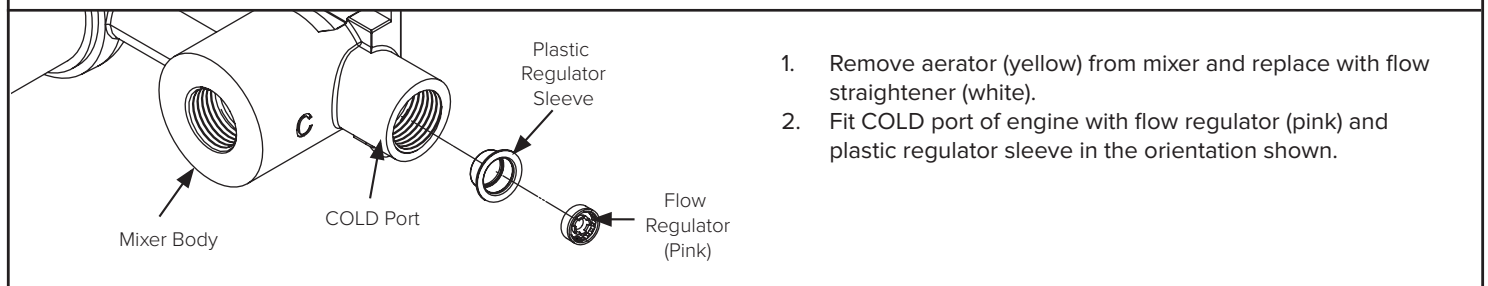 Plastic
Regulator
Sleeve
C
COLD Port
Mixer Body
Flow
Regulator
(Pink)
1. Remove aerator (yellow) from mixer and replace with flow
straightener (white).
2. Fit COLD port of engine with flow regulator (pink) and
plastic regulator sleeve in the orientation shown.